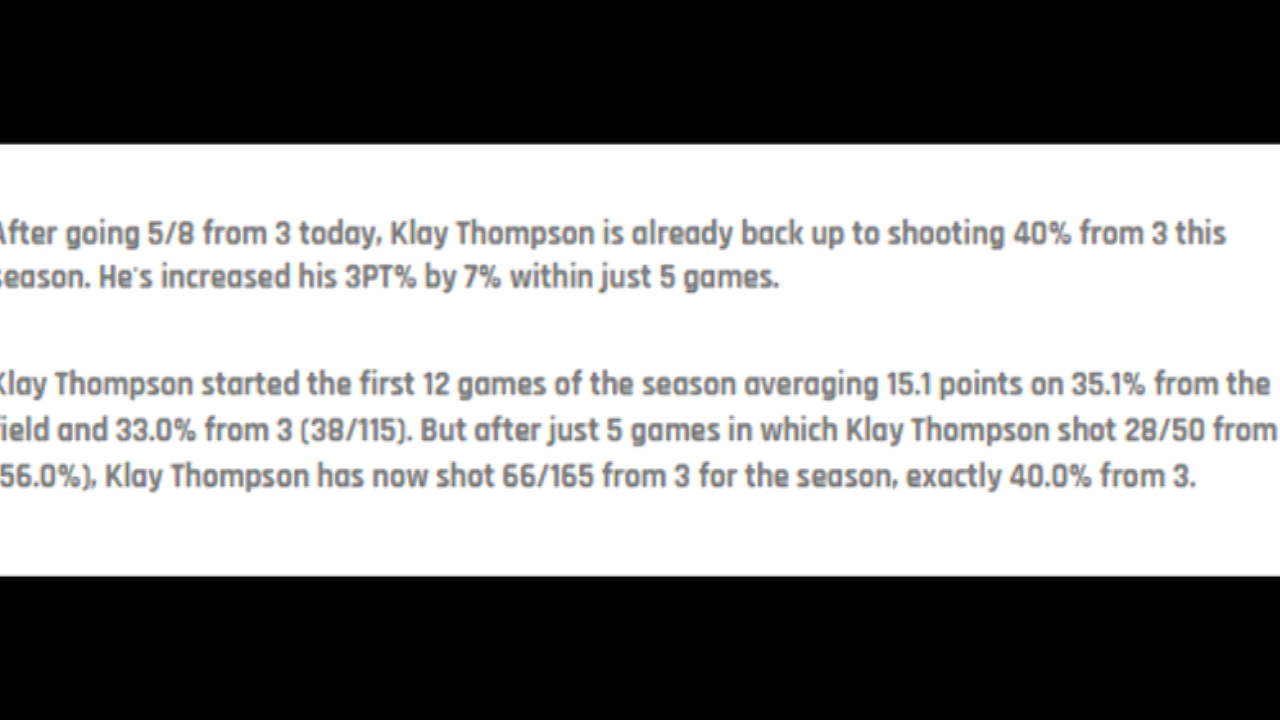 After going 5/8 from 3 today, Klay Thompson is already back up to shooting 40% from 3 this
season. He's increased his 3PT% by 7% within just 5 games.
Klay Thompson started the first 12 games of the season averaging 15.1 points on 35.1% from the
field and 33.0% from 3 (38/115). But after just 5 games in which Klay Thompson shot 28/50 from
56.0%), Klay Thompson has now shot 66/165 from 3 for the season, exactly 40.0% from 3.